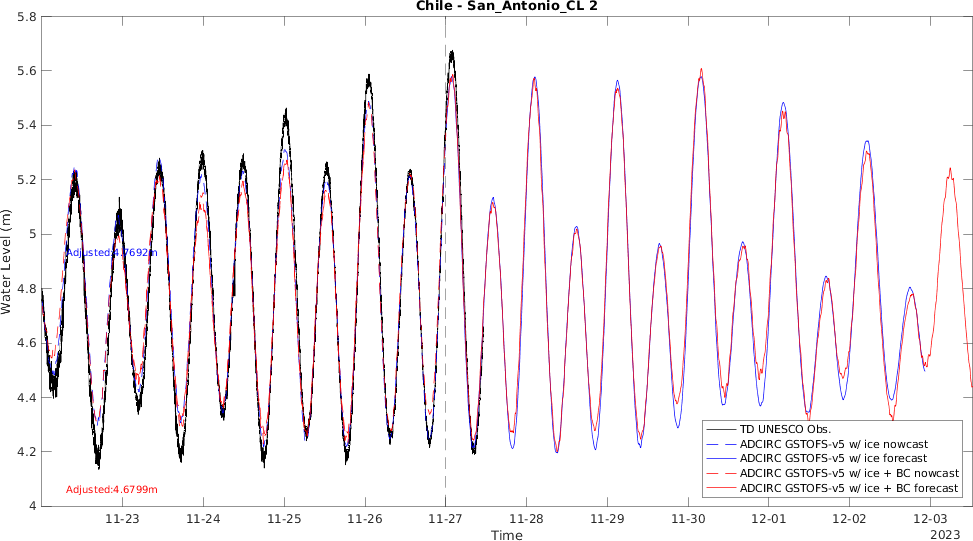 Chile - San_Antonio_CL 2
5.8
5.6
5.4
5.2
5
4.8
4.6
4.4
4.2
4
Water Level (m)
Adjusted:4.7692m
Adjusted:4.6799m
TD UNESCO Obs.
ADCIRC GSTOFS-v5 w/ ice nowcast
ADCIRC GSTOFS-v5 w/ ice forecast
ADCIRC GSTOFS-v5 w/ ice + BC nowcast
ADCIRC GSTOFS-v5 w/ ice + BC forecast
11-23 11-24 11-25 11-26 11-27 11-28 11-29 11-30 12-01 12-02 12-03
Time
2023